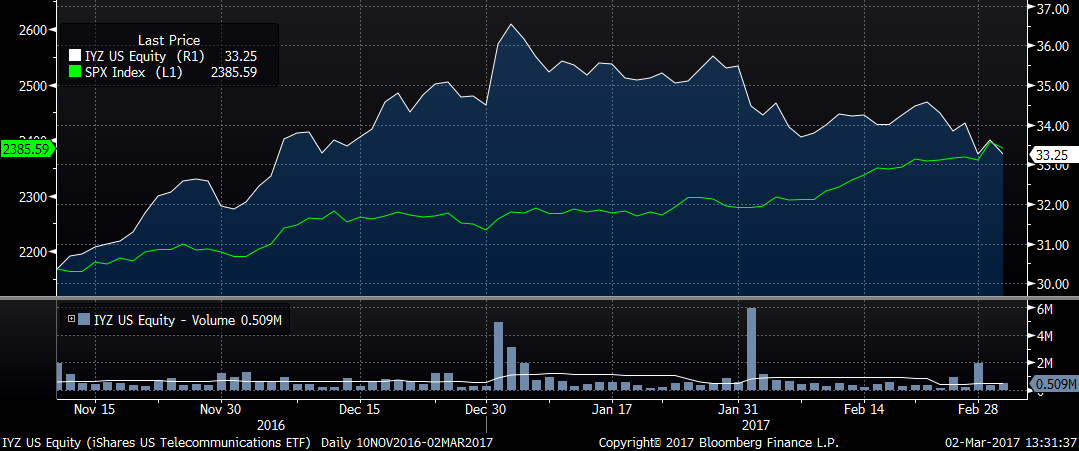 Last Price
IYZ US Equity (R1) 33.25
SPX Index (L1) 2385.59
2600
2500
2400
2385.59
2300
2200
37.00
36.00
35.00
34.00
33.25
33.00
32.00
31.00
30.00
IYZ US Equity - Volume 0.509M
6M
4M
2M
0.509M
0
Nov 15 Nov 30 Dec 15 Dec 30 Jan 17 Jan 31 Feb 14 Feb 28
2016 2017
IYZ US Equity (iShares US Telecommunications ETF) Daily 10NOV2016-02MAR2017 Copyright© 2017 Bloomberg Finance L.P. 02-Mar-2017 13:31:37